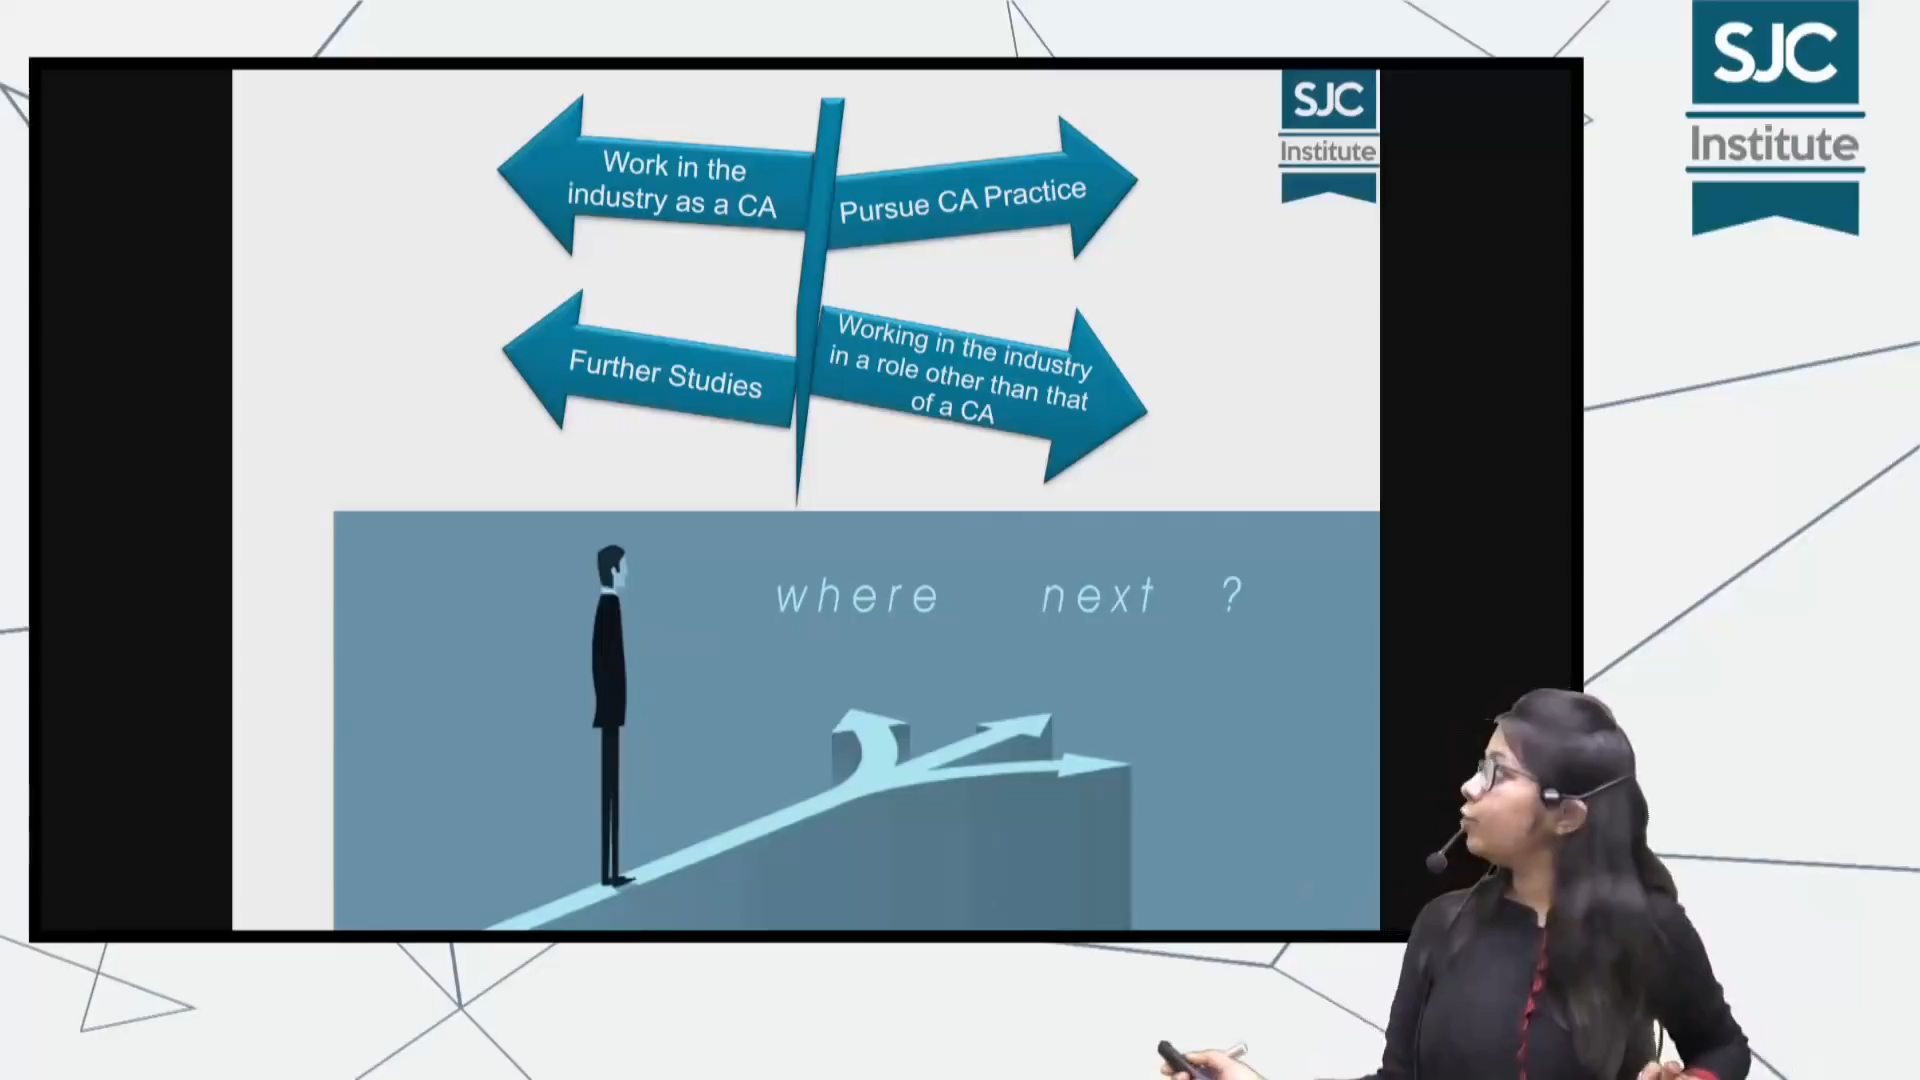 SJC
Institute
SJC
Institute
Work in the
industry as a CA
Pursue CA Practice
Further Studies
Working in the industry
in a role other than that
of a CA
where next ?